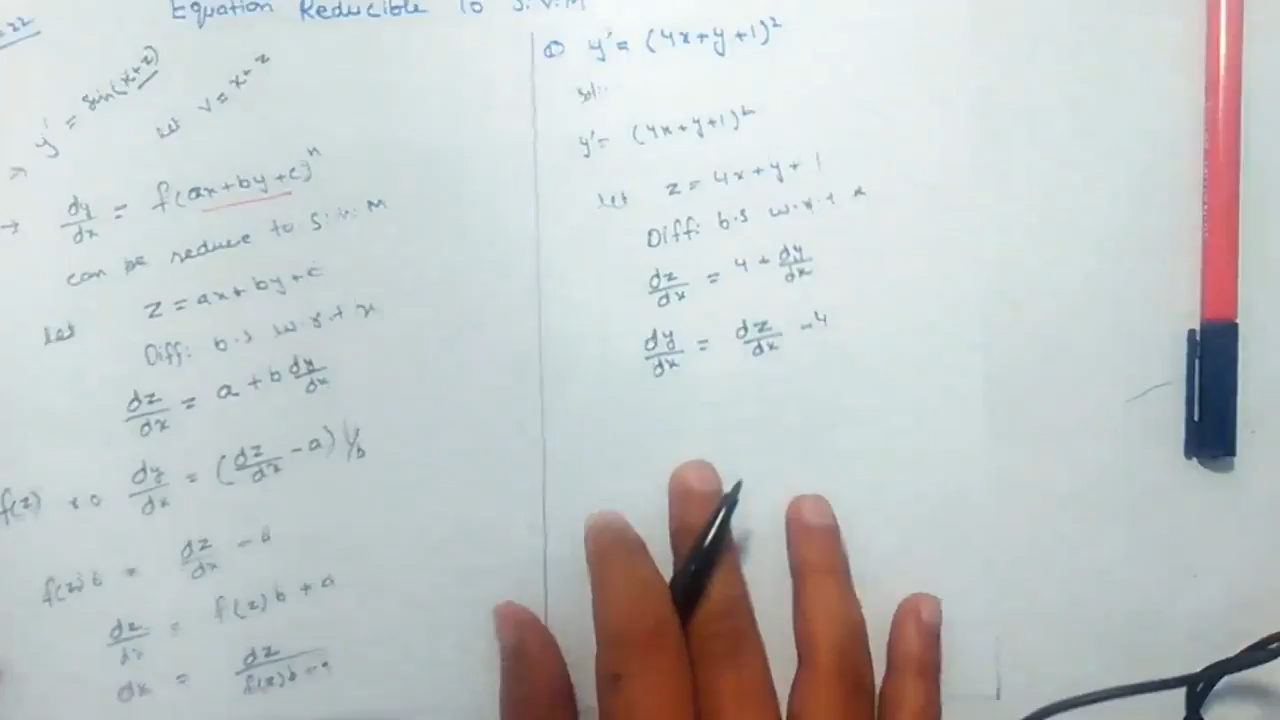 Equation Reducible To S.V.M
y' = sin(x+z)
let v = x+z
→ dy/dx = f(ax+by+c)ⁿ
can be reduce to S.V.M
Let z = ax+by+c
Diff: b.s w.r.t x
dz/dx = a + b dy/dx
dy/dx = (dz/dx - a) 1/b
f(z) b = dz/dx - a
dz/dx = f(z)b + a
dx = dz/
① y' = (4x+y+1)²
Sol:
y' = (4x+y+1)²
let z = 4x+y+1
Diff: b.s w.r.t x
dz/dx = 4 + dy/dx
dy/dx = dz/dx - 4